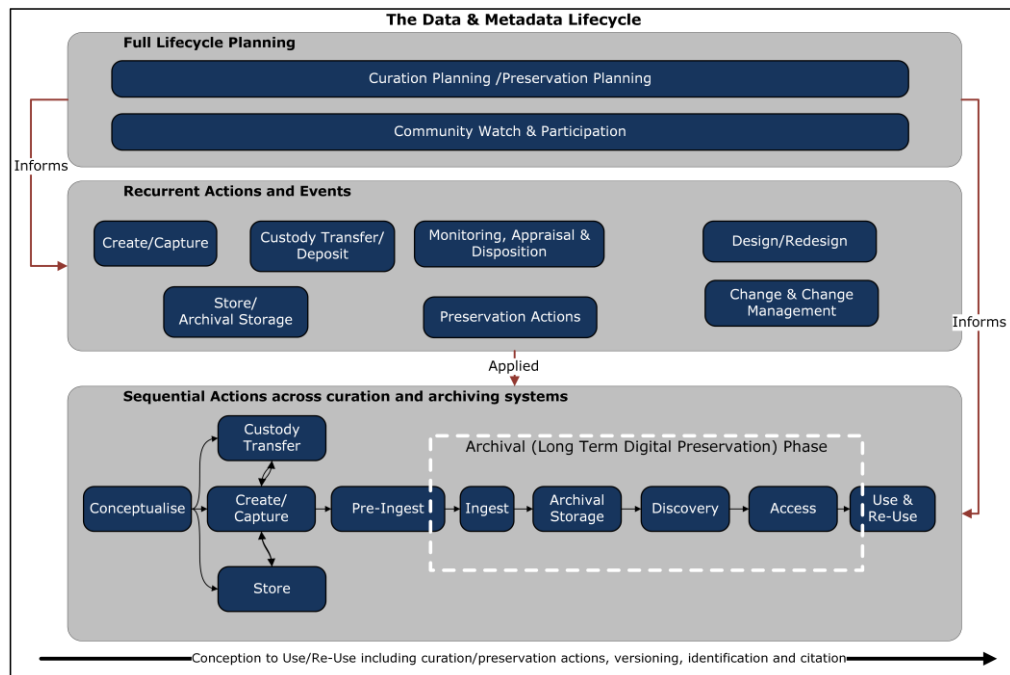 The Data & Metadata Lifecycle
Full Lifecycle Planning
Curation Planning /Preservation Planning
Community Watch & Participation
Informs
Informs
Recurrent Actions and Events
Create/Capture
Custody Transfer/
Deposit
Monitoring, Appraisal &
Disposition
Design/Redesign
Store/
Archival Storage
Preservation Actions
Change & Change
Management
Applied
Sequential Actions across curation and archiving systems
Custody
Transfer
Archival (Long Term Digital Preservation) Phase
Conceptualise
Create/
Capture
Pre-Ingest
Ingest
Archival
Storage
Discovery
Access
Use &
Re-Use
Store
Conception to Use/Re-Use including curation/preservation actions, versioning, identification and citation